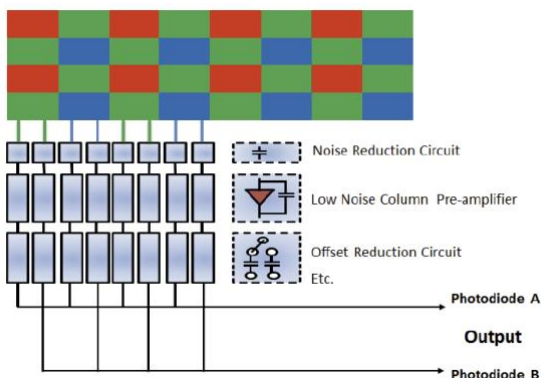 Noise Reduction Circuit
Low Noise Column Pre-amplifier
Offset Reduction Circuit
Etc.
Photodiode A
Output
Photodiode B